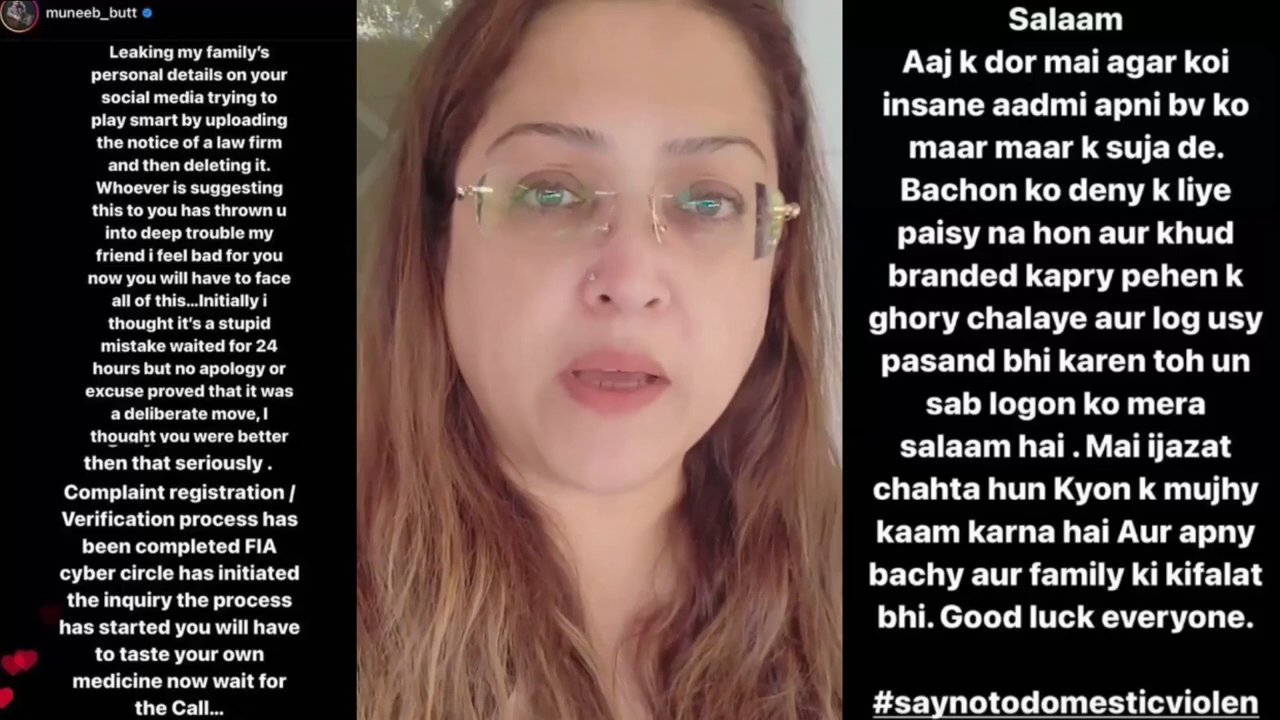 muneeb_butt
Leaking my family's
personal details on your
social media trying to
play smart by uploading
the notice of a law firm
and then deleting it.
Whoever is suggesting
this to you has thrown u
into deep trouble my
friend i feel bad for you
now you will have to face
all of this...Initially i
thought it's a stupid
mistake waited for 24
hours but no apology or
excuse proved that it was
a deliberate move, I
thought you were better
then that seriously .
Complaint registration /
Verification process has
been completed FIA
cyber circle has initiated
the inquiry the process
has started you will have
to taste your own
medicine now wait for
the Call...
Salaam
Aaj k dor mai agar koi
insane aadmi apni bv ko
maar maar k suja de.
Bachon ko deny k liye
paisy na hon aur khud
branded kapry pehen k
ghory chalaye aur log usy
pasand bhi karen toh un
sab logon ko mera
salaam hai . Mai ijazat
chahta hun Kyon k mujhy
kaam karna hai Aur apny
bachy aur family ki kifalat
bhi. Good luck everyone.
#saynotodomesticviolen